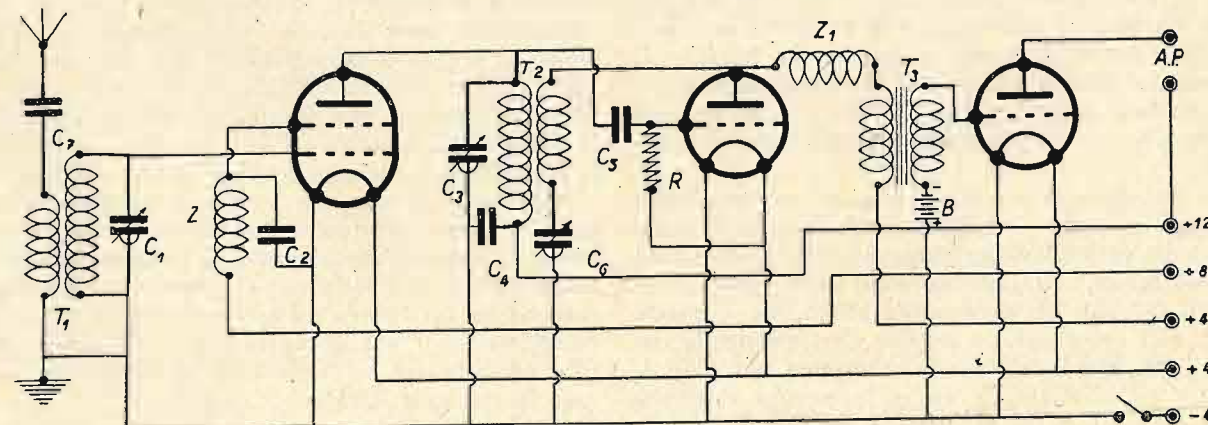 Z₁
A.P.
T₂
T₃
C₇
C₅
C₃
R
Z
C₁
C₂
B
-
+
C₄
C₆
T₁
+12
+8
+4
+4
-4